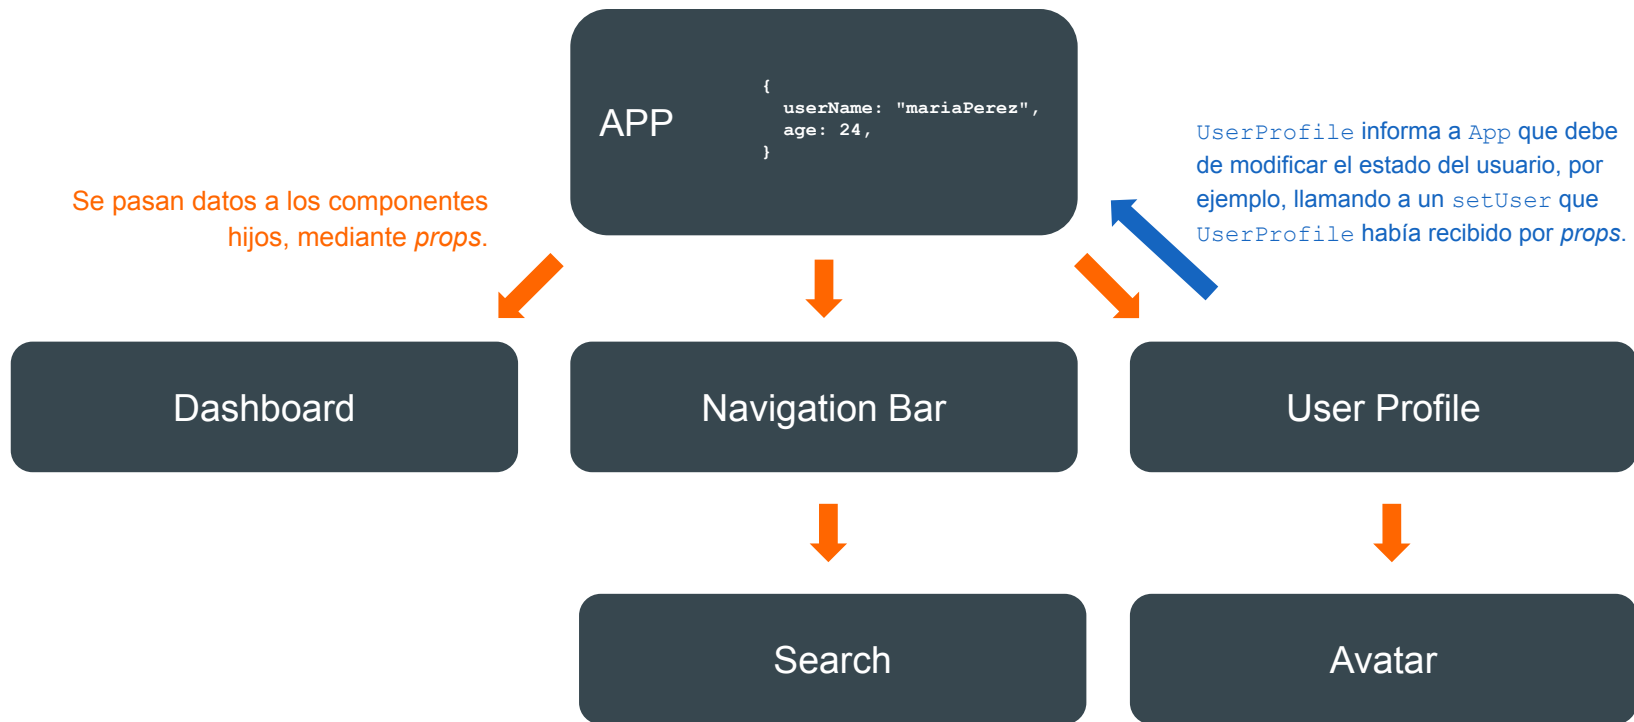 APP
{
userName: "mariaPerez",
age: 24,
}
Se pasan datos a los componentes
hijos, mediante props.
UserProfile informa a App que debe
de modificar el estado del usuario, por
ejemplo, llamando a un setUser que
UserProfile había recibido por props.
Dashboard
Navigation Bar
User Profile
Search
Avatar